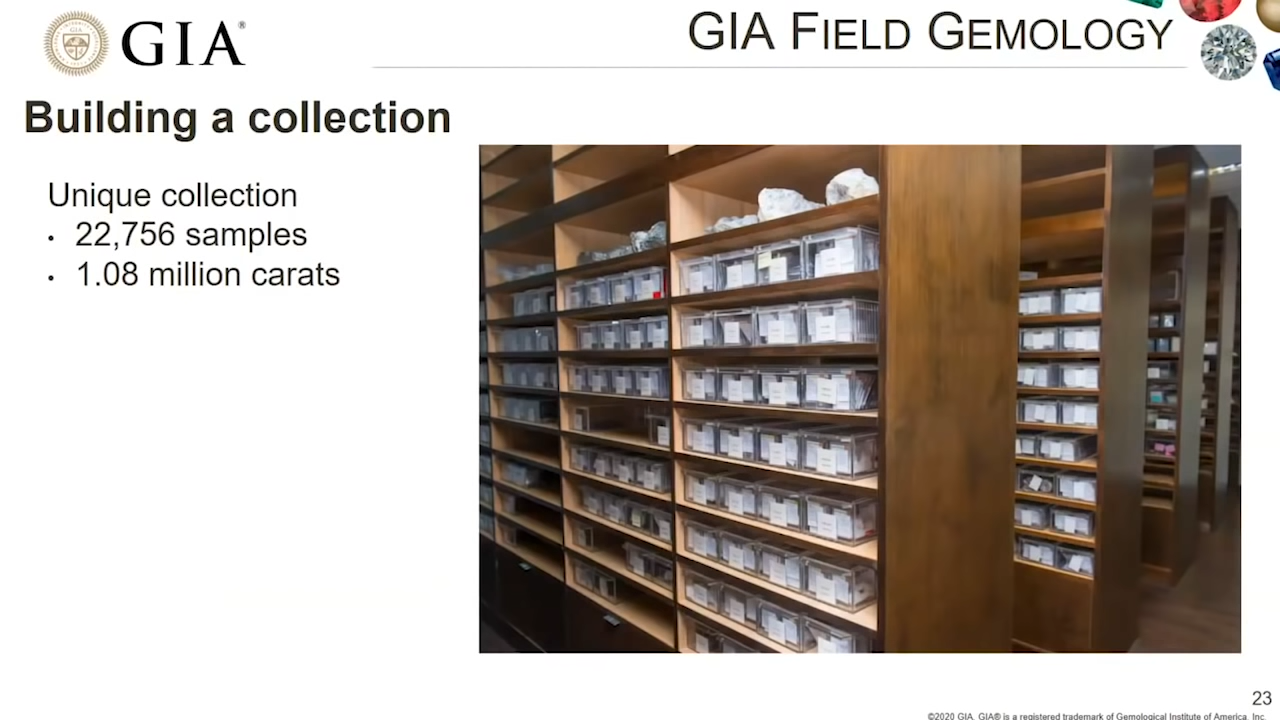 GIA®
GIA FIELD GEMOLOGY
Building a collection
Unique collection
• 22,756 samples
• 1.08 million carats
23
©2020 GIA. GIA® is a registered trademark of Gemological Institute of America, Inc.